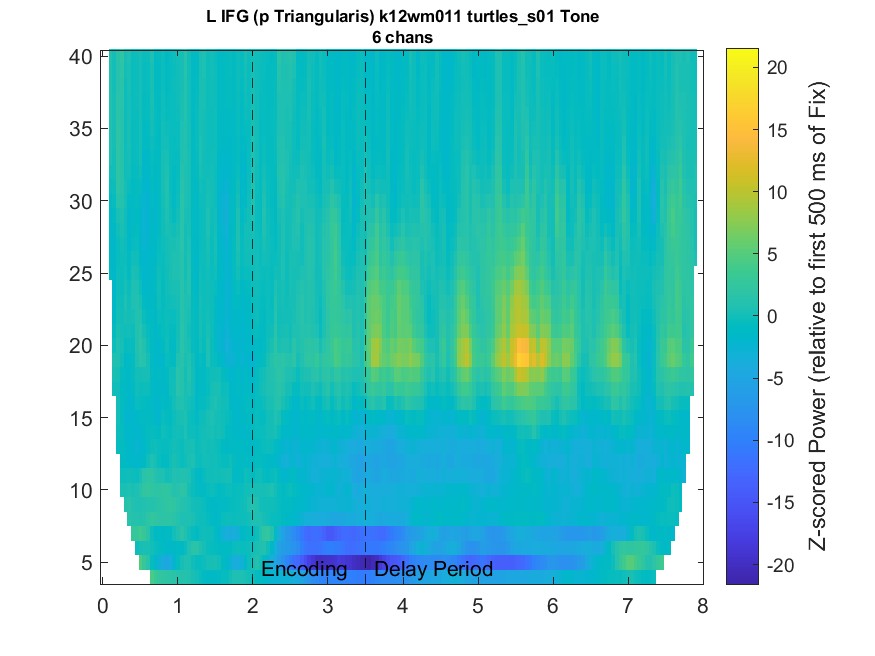 L IFG (p Triangularis) k12wm011 turtles_s01 Tone
6 chans
40
35
30
25
20
15
10
5
Encoding
Delay Period
0 1 2 3 4 5 6 7 8
20
15
10
5
0
-5
-10
-15
-20
Z-scored Power (relative to first 500 ms of Fix)